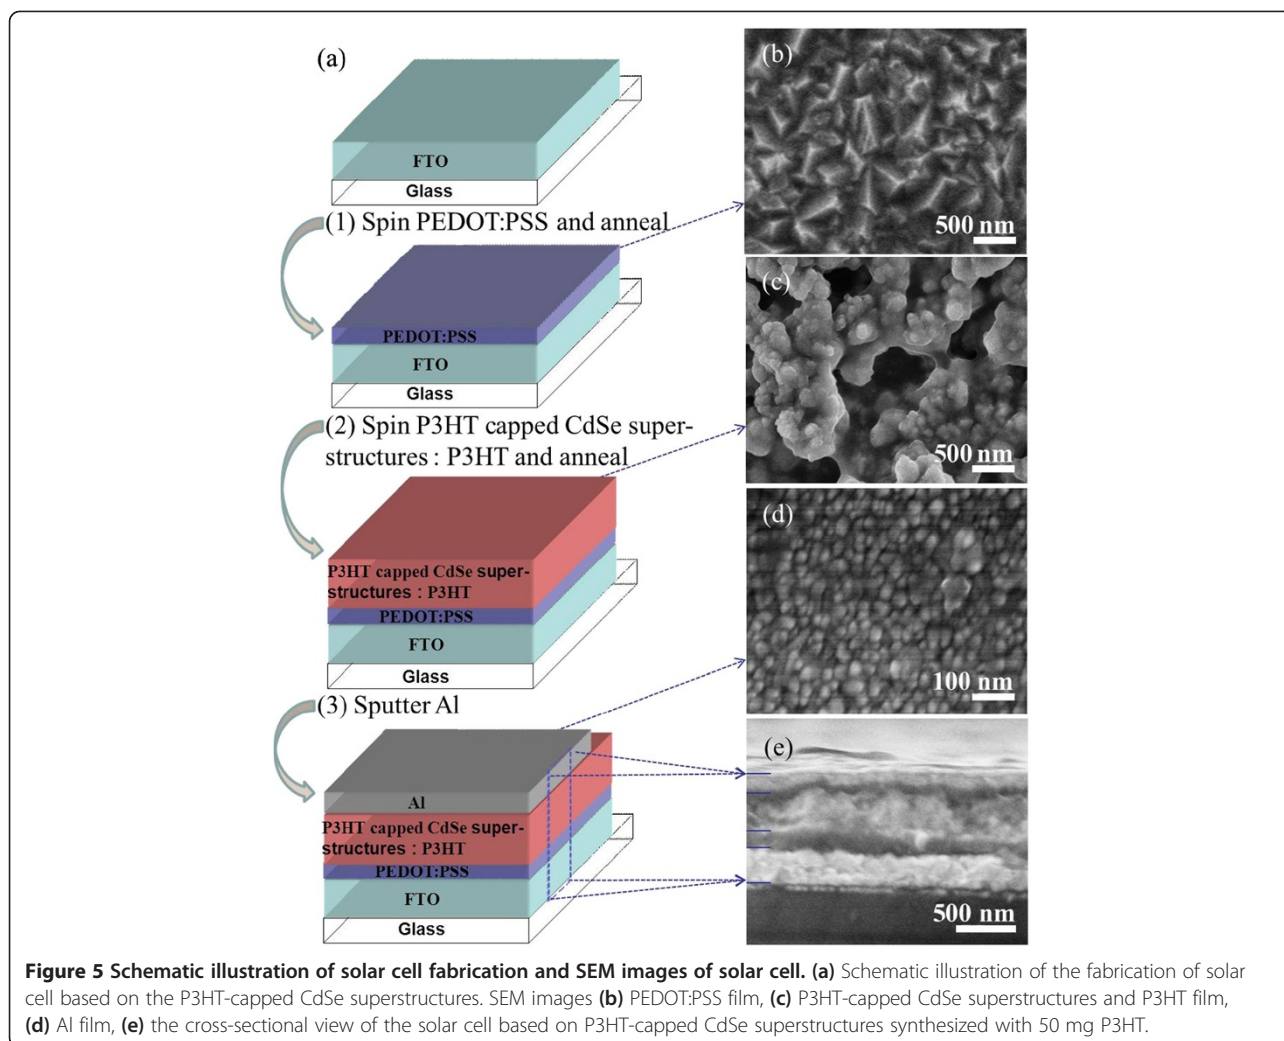 (a)
FTO
Glass
(1) Spin PEDOT:PSS and anneal
PEDOT:PSS
FTO
Glass
(2) Spin P3HT capped CdSe super-
structures : P3HT and anneal
P3HT capped CdSe super-
structures : P3HT
PEDOT:PSS
FTO
Glass
(3) Sputter Al
Al
P3HT capped CdSe super-
structures : P3HT
PEDOT:PSS
FTO
Glass
(b)
500 nm
(c)
500 nm
(d)
100 nm
(e)
500 nm
Figure 5 Schematic illustration of solar cell fabrication and SEM images of solar cell. (a) Schematic illustration of the fabrication of solar
cell based on the P3HT-capped CdSe superstructures. SEM images (b) PEDOT:PSS film, (c) P3HT-capped CdSe superstructures and P3HT film,
(d) Al film, (e) the cross-sectional view of the solar cell based on P3HT-capped CdSe superstructures synthesized with 50 mg P3HT.